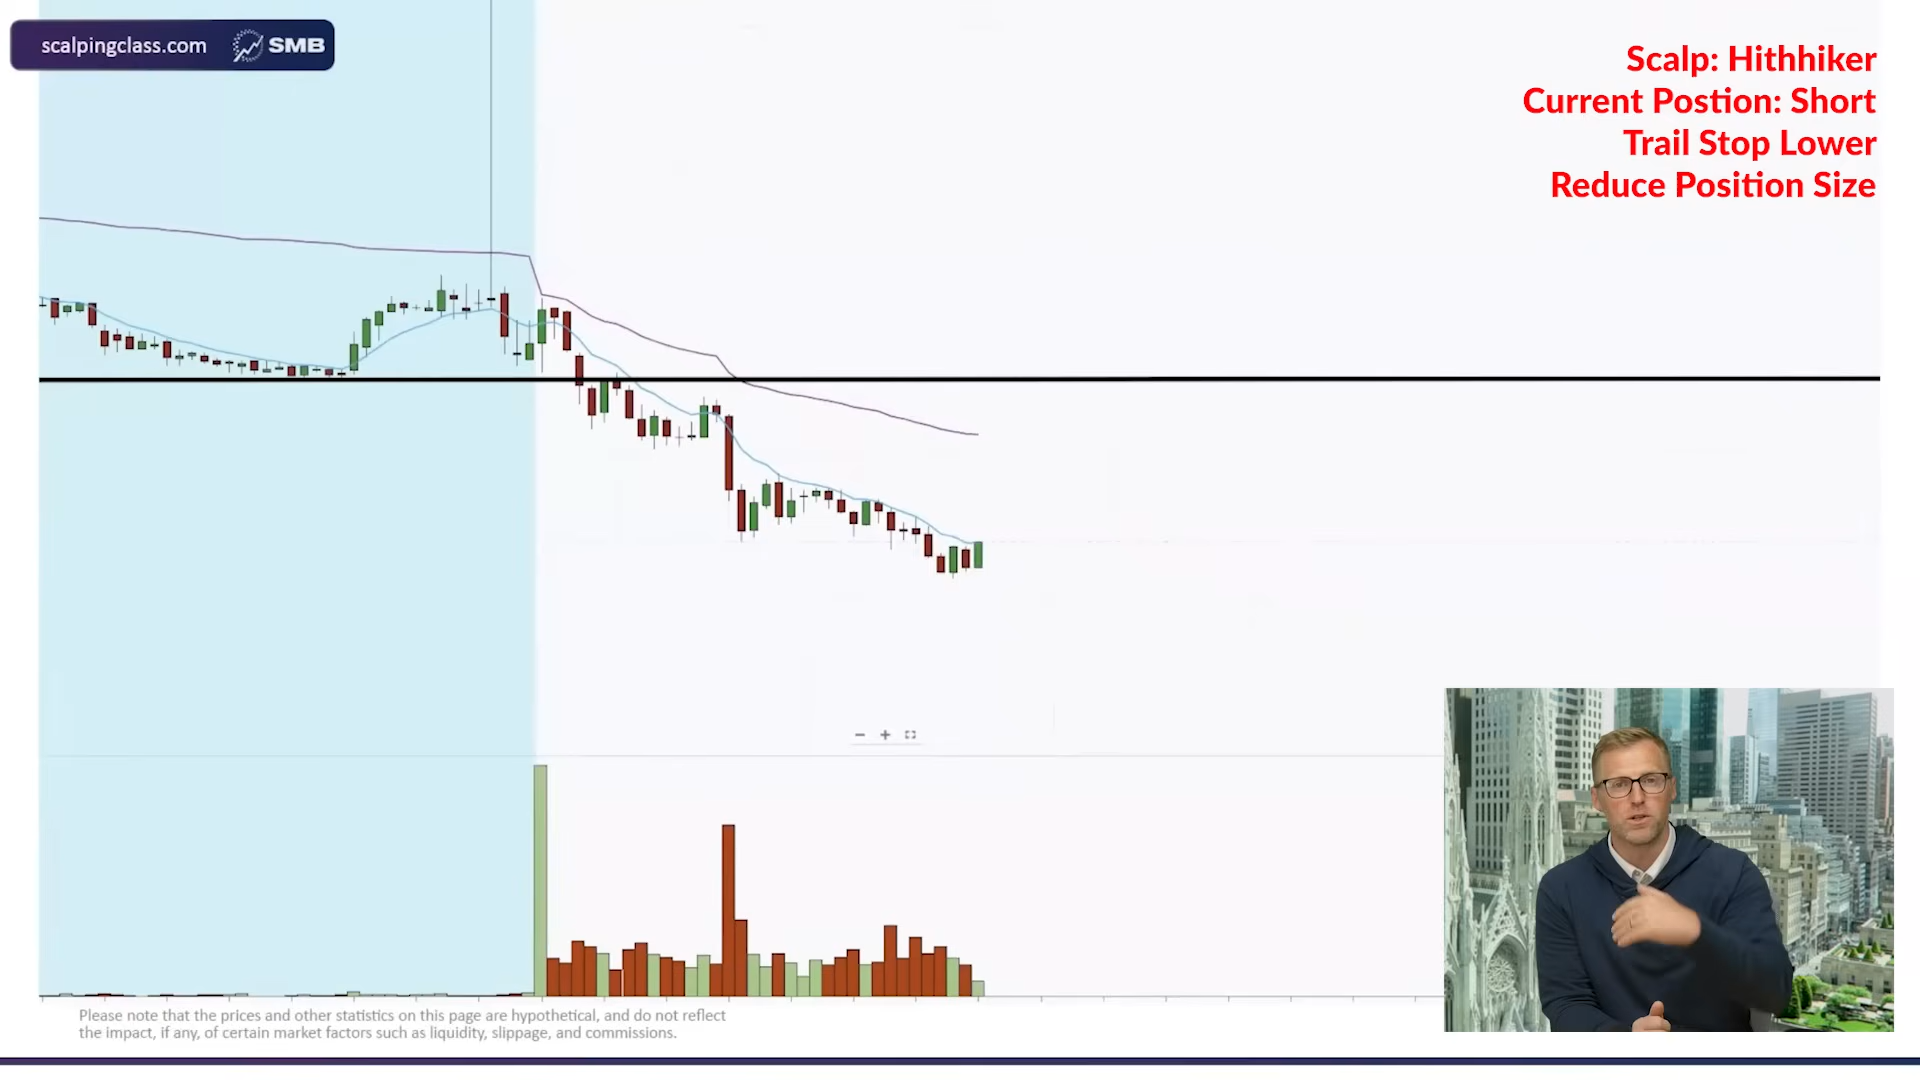 scalpingclass.com SMB
Scalp: Hithhiker
Current Postion: Short
Trail Stop Lower
Reduce Position Size
Please note that the prices and other statistics on this page are hypothetical, and do not reflect
the impact, if any, of certain market factors such as liquidity, slippage, and commissions.